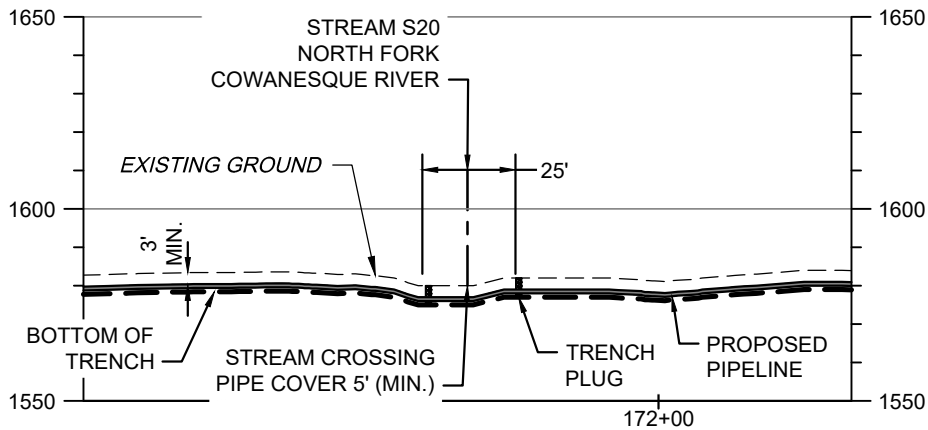 1650
1650
STREAM S20
NORTH FORK
COWANESQUE RIVER
EXISTING GROUND
25'
1600
1600
3'
MIN.
BOTTOM OF
TRENCH
STREAM CROSSING
PIPE COVER 5' (MIN.)
TRENCH
PLUG
PROPOSED
PIPELINE
1550
1550
172+00